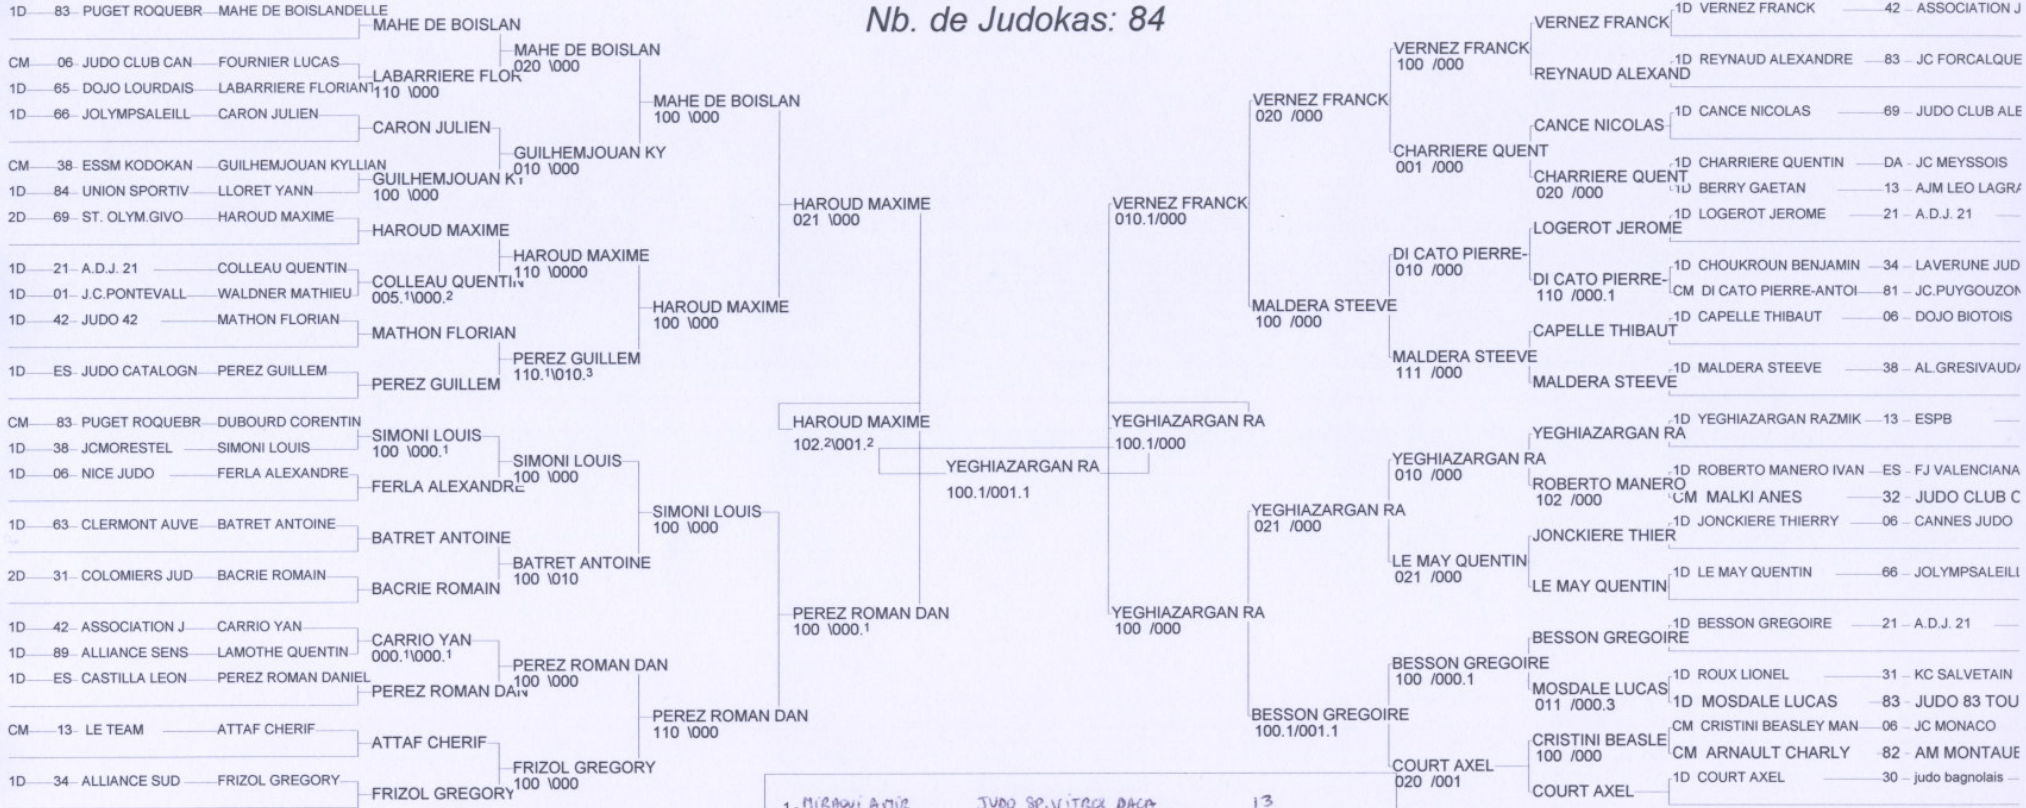 Nb. de Judokas: 84
1D 83 PUGET ROQUEBR MAHE DE BOISLANDELLE
CM 06 JUDO CLUB CAN FOURNIER LUCAS
1D 65 DOJO LOURDAIS LABARRIERE FLORIANT
1D 66 JOLYMPSALEILL CARON JULIEN
CM 38 ESSM KODOKAN GUILHEMJOUAN KYLLIAN
1D 84 UNION SPORTIV LLORET YANN
2D 69 ST. OLYM.GIVO HAROUD MAXIME
1D 21 A.D.J. 21 COLLEAU QUENTIN
1D 01 J.C.PONTEVALL WALDNER MATHIEU
1D 42 JUDO 42 MATHON FLORIAN
1D ES JUDO CATALOGN PEREZ GUILLEM
CM 83 PUGET ROQUEBR DUBOURD CORENTIN
1D 38 JCMORESTEL SIMONI LOUIS
1D 06 NICE JUDO FERLA ALEXANDRE
1D 63 CLERMONT AUVE BATRET ANTOINE
2D 31 COLOMIERS JUD BACRIE ROMAIN
1D 42 ASSOCIATION J CARRIO YAN
1D 89 ALLIANCE SENS LAMOTHE QUENTIN
1D ES CASTILLA LEON PEREZ ROMAN DANIEL
CM 13 LE TEAM ATTAF CHERIF
1D 34 ALLIANCE SUD FRIZOL GREGORY
MAHE DE BOISLAN
LABARRIERE FLOR
110 \000
CARON JULIEN
GUILHEMJOUAN KY
100 \000
HAROUD MAXIME
COLLEAU QUENTIN
005.1\000.2
MATHON FLORIAN
PEREZ GUILLEM
SIMONI LOUIS
100 \000.1
FERLA ALEXANDRE
BATRET ANTOINE
BACRIE ROMAIN
CARRIO YAN
000.1\000.1
PEREZ ROMAN DAN
ATTAF CHERIF
FRIZOL GREGORY
MAHE DE BOISLAN
020 \000
GUILHEMJOUAN KY
010 \000
HAROUD MAXIME
110 \0000
PEREZ GUILLEM
110.1\010.3
SIMONI LOUIS
100 \000
BATRET ANTOINE
100 \010
PEREZ ROMAN DAN
100 \000
FRIZOL GREGORY
100 \000
MAHE DE BOISLAN
100 \000
HAROUD MAXIME
100 \000
SIMONI LOUIS
100 \000
PEREZ ROMAN DAN
110 \000
HAROUD MAXIME
021 \000
HAROUD MAXIME
102.2\001.2
PEREZ ROMAN DAN
100 \000.1
YEGHIAZARGAN RA
100.1/001.1
VERNEZ FRANCK
010.1/000
YEGHIAZARGAN RA
100.1/000
YEGHIAZARGAN RA
100 /000
VERNEZ FRANCK
020 /000
MALDERA STEEVE
100 /000
YEGHIAZARGAN RA
021 /000
BESSON GREGOIRE
100.1/001.1
VERNEZ FRANCK
100 /000
CHARRIERE QUENT
001 /000
DI CATO PIERRE-
010 /000
MALDERA STEEVE
111 /000
YEGHIAZARGAN RA
010 /000
LE MAY QUENTIN
021 /000
BESSON GREGOIRE
100 /000.1
COURT AXEL
020 /001
VERNEZ FRANCK
REYNAUD ALEXAND
CANCE NICOLAS
CHARRIERE QUENT
020 /000
LOGEROT JEROME
DI CATO PIERRE-
110 /000.1
CAPELLE THIBAUT
MALDERA STEEVE
YEGHIAZARGAN RA
ROBERTO MANERO
102 /000
JONCKIERE THIER
LE MAY QUENTIN
BESSON GREGOIRE
MOSDALE LUCAS
011 /000.3
CRISTINI BEASLE
100 /000
COURT AXEL
1D VERNEZ FRANCK 42 ASSOCIATION J
1D REYNAUD ALEXANDRE 83 JC FORCALQUE
1D CANCE NICOLAS 69 JUDO CLUB ALE
1D CHARRIERE QUENTIN DA JC MEYSSOIS
1D BERRY GAETAN 13 AJM LEO LAGRA
1D LOGEROT JEROME 21 A.D.J. 21
1D CHOUKROUN BENJAMIN 34 LAVERUNE JUD
CM DI CATO PIERRE-ANTOI 81 JC.PUYGOUZON
1D CAPELLE THIBAUT 06 DOJO BIOTOIS
1D MALDERA STEEVE 38 AL.GRESIVAUDA
1D YEGHIAZARGAN RAZMIK 13 ESPB
1D ROBERTO MANERO IVAN ES FJ VALENCIANA
CM MALKI ANES 32 JUDO CLUB C
1D JONCKIERE THIERRY 06 CANNES JUDO
1D LE MAY QUENTIN 66 JOLYMPSALEILL
1D BESSON GREGOIRE 21 A.D.J. 21
1D ROUX LIONEL 31 KC SALVETAIN
1D MOSDALE LUCAS 83 JUDO 83 TOU
CM CRISTINI BEASLEY MAN 06 JC MONACO
CM ARNAULT CHARLY 82 AM MONTAUB
1D COURT AXEL 30 judo bagnolais
1- AMIR JUDO SP. 13